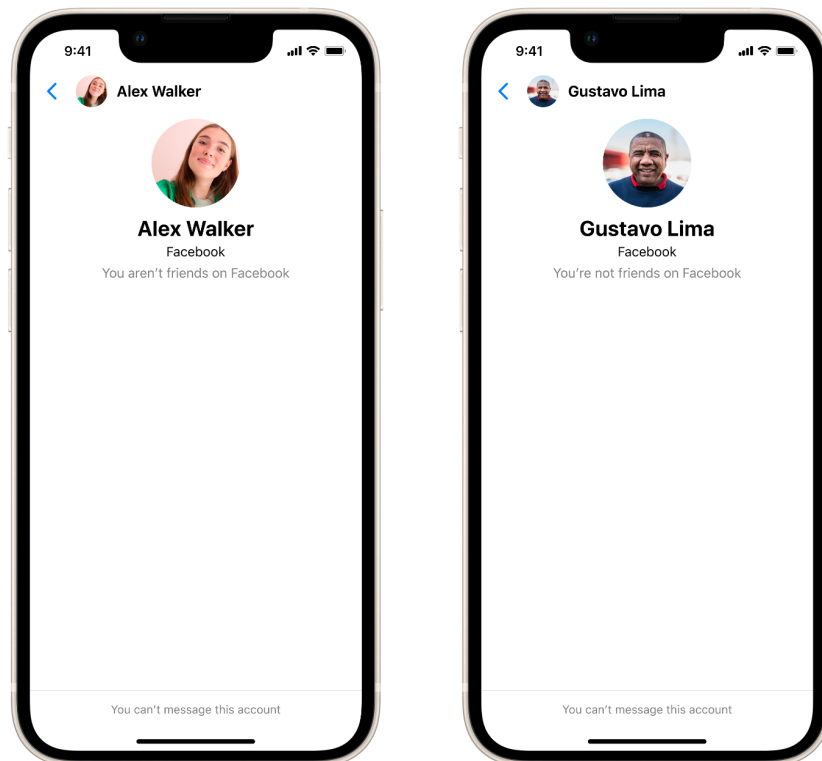 9:41
Alex Walker
Alex Walker
Facebook
You aren’t friends on Facebook
You can’t message this account
9:41
Gustavo Lima
Gustavo Lima
Facebook
You’re not friends on Facebook
You can’t message this account